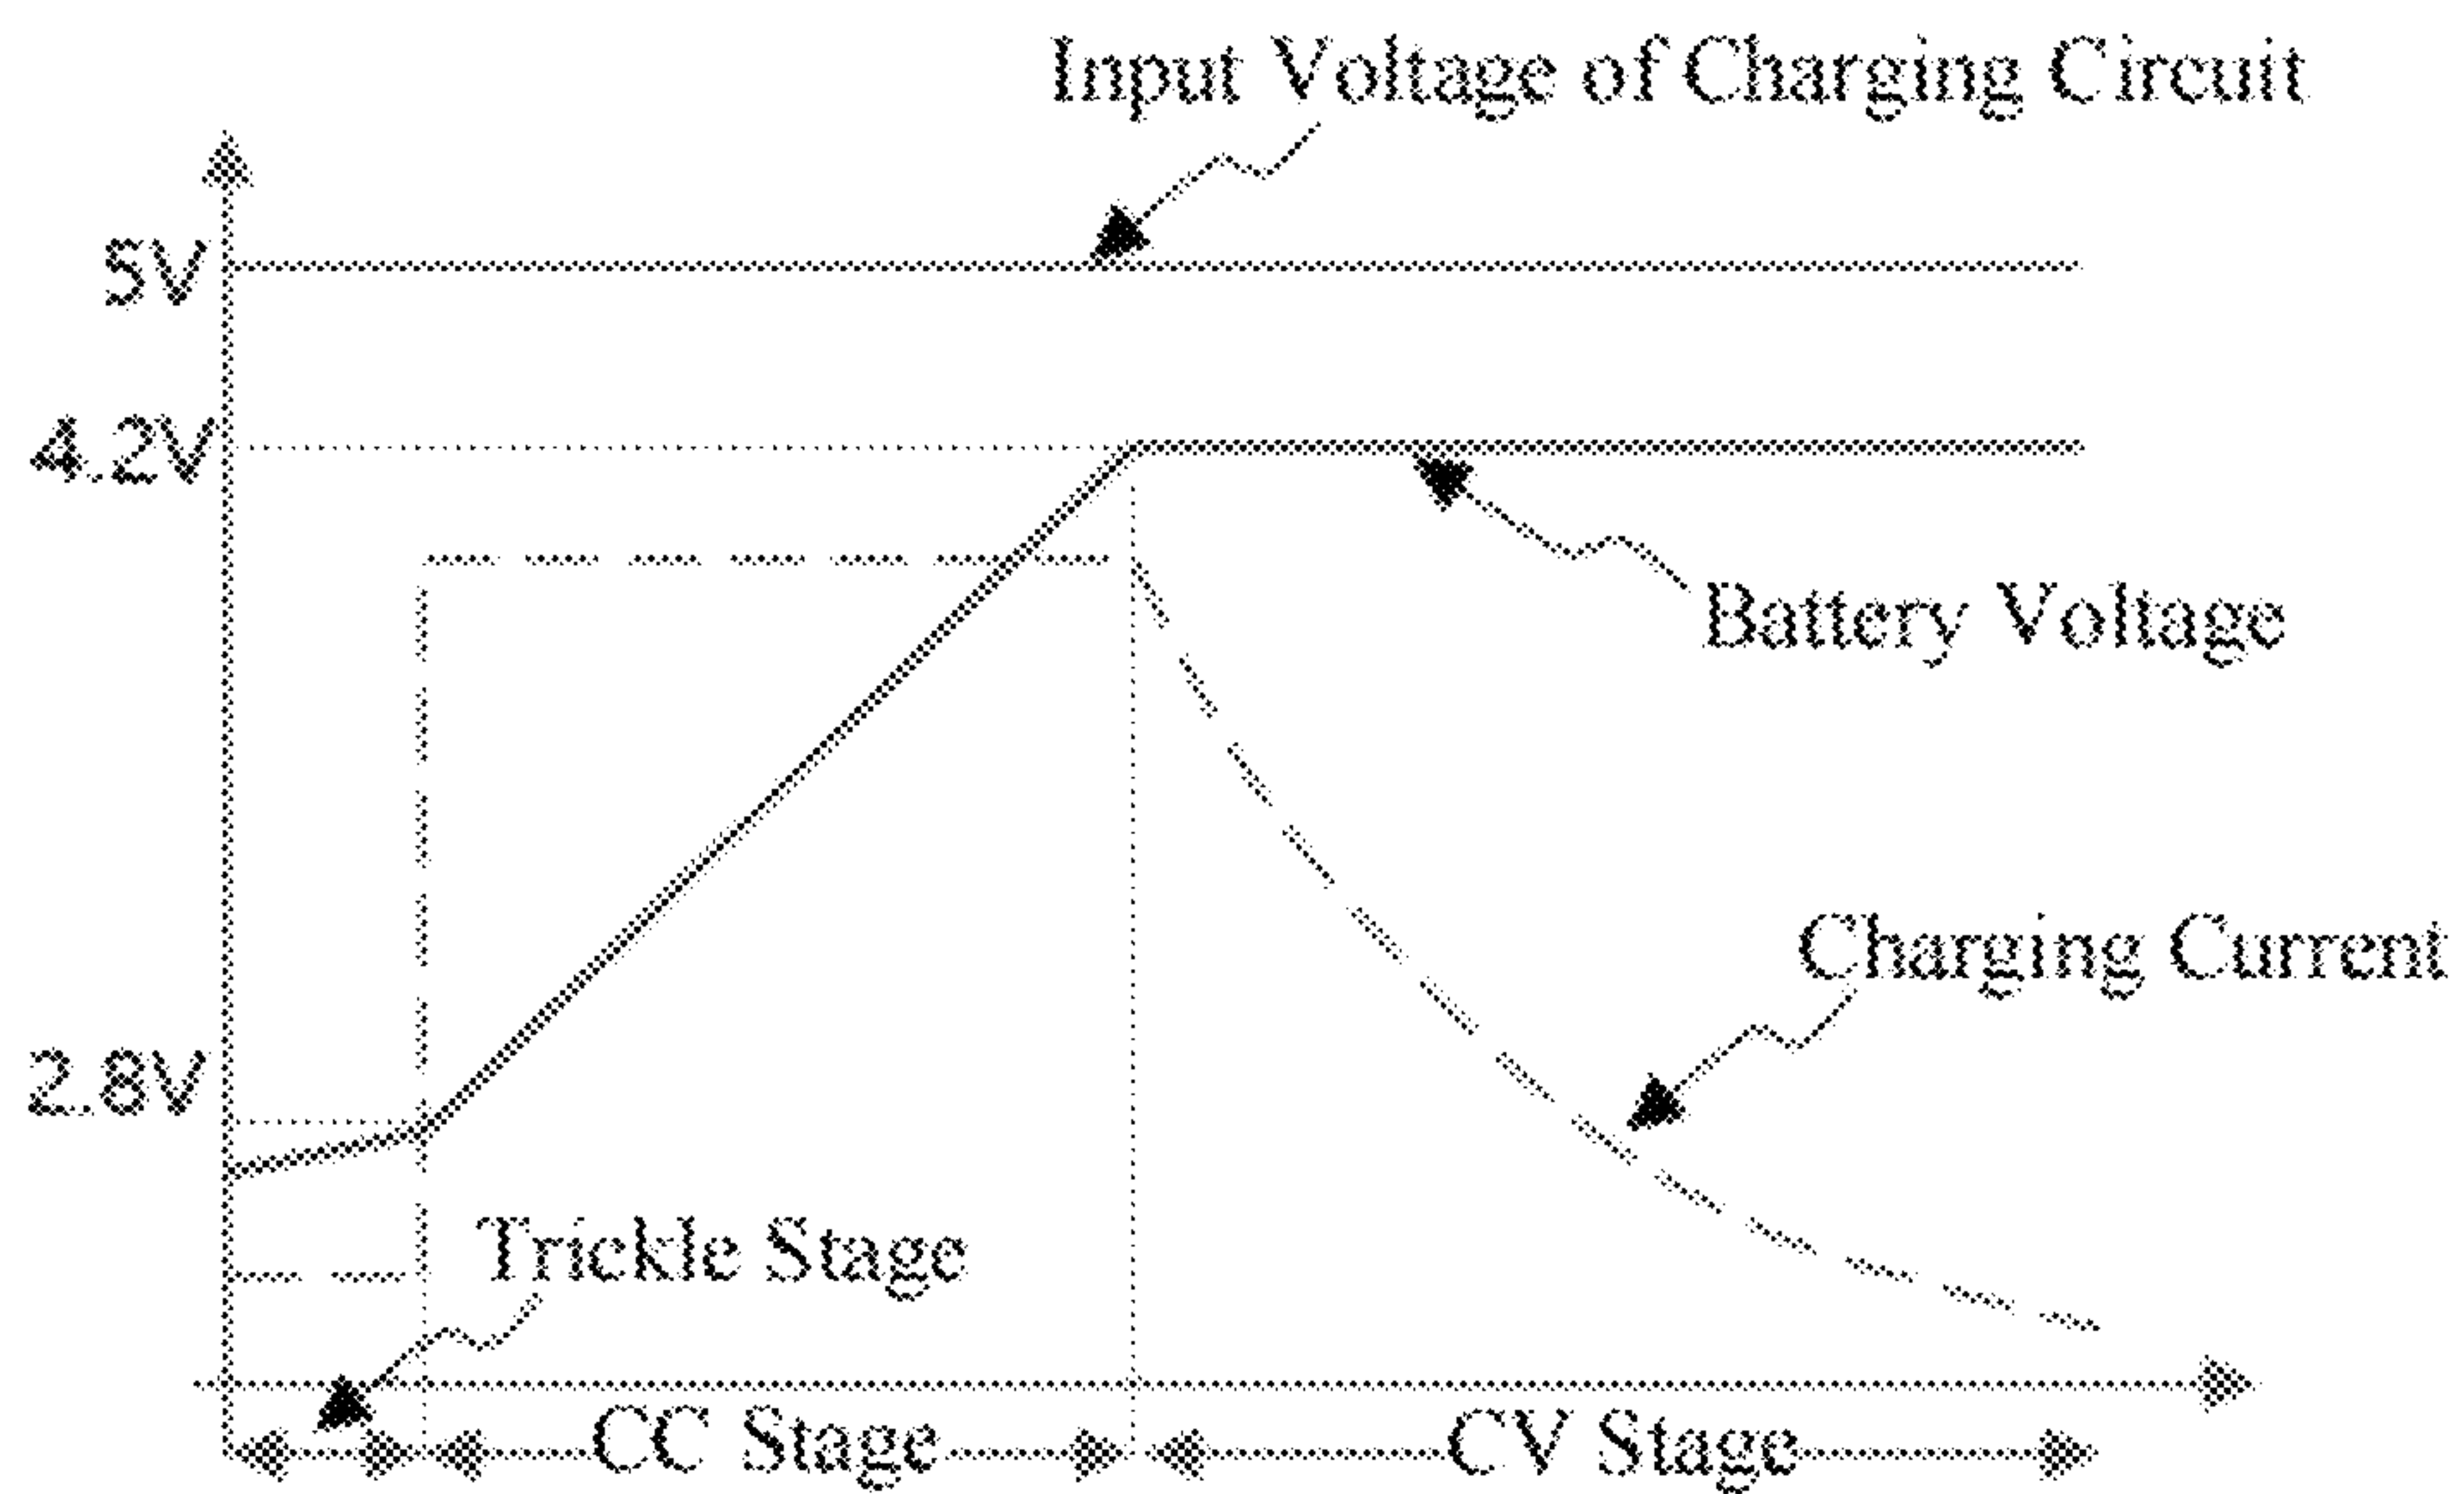 Input Voltage of Charging Circuit
5V
4.2V
Battery Voltage
Charging Current
2.8V
Trickle Stage
CC Stage
CV Stage